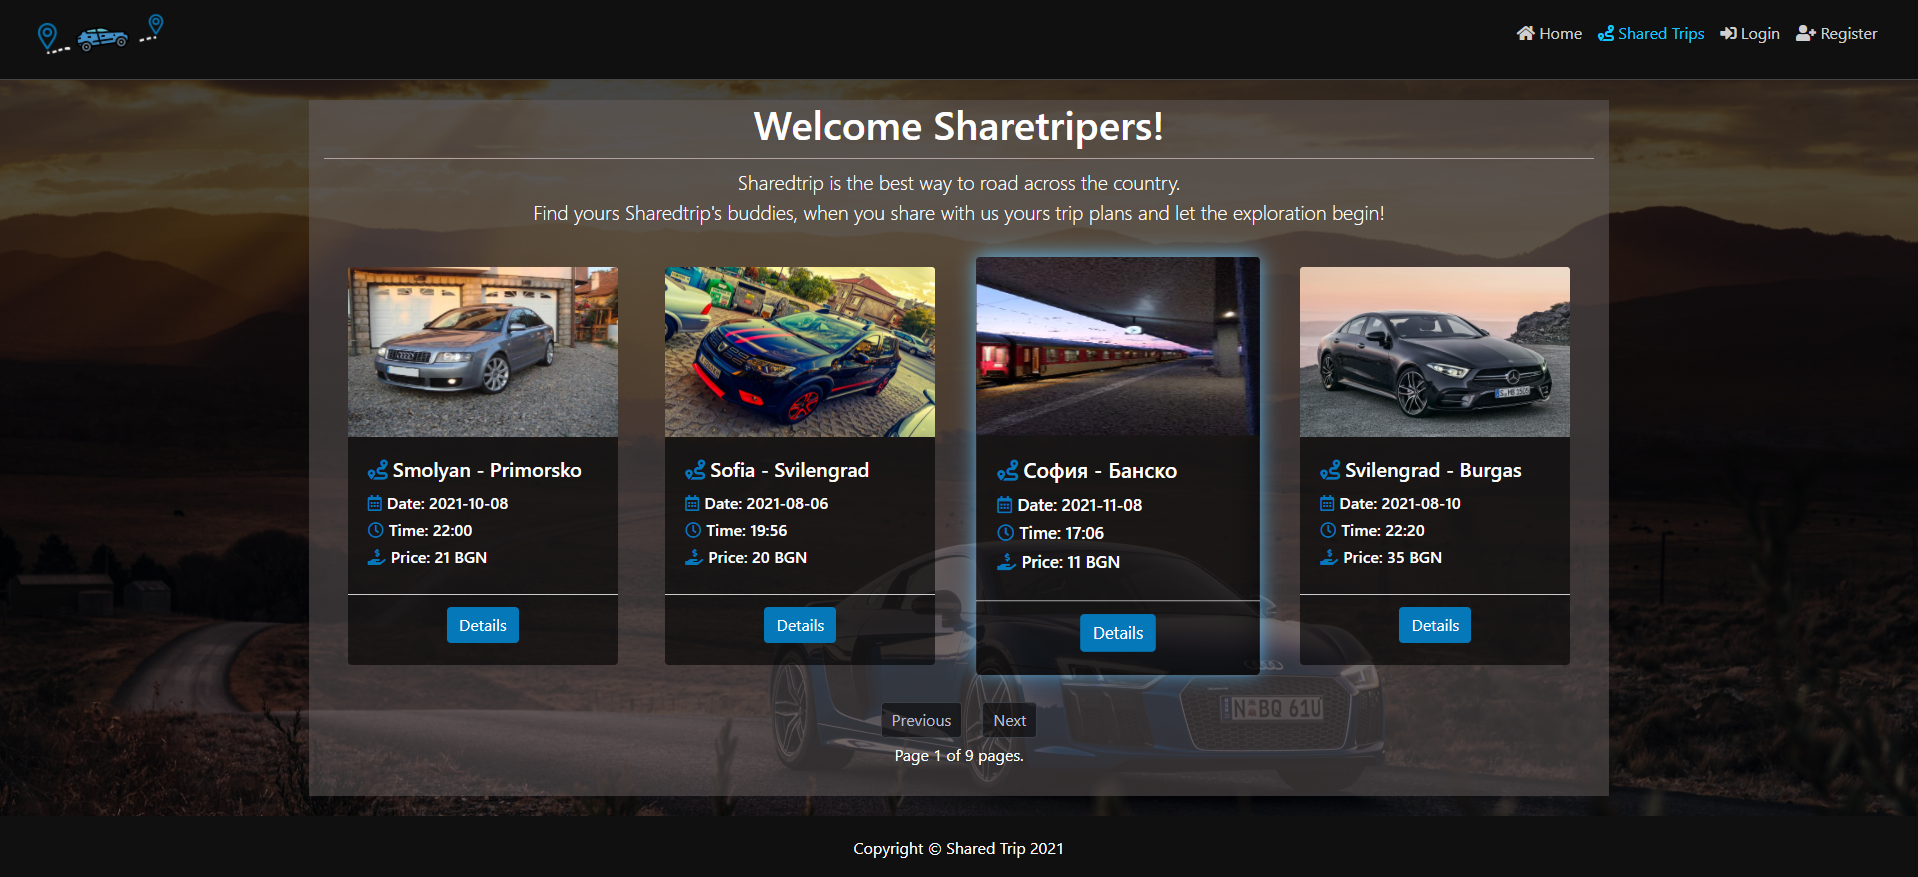 Home Shared Trips Login Register
Welcome Sharetripers!
Sharedtrip is the best way to road across the country.
Find yours Sharedtrip's buddies, when you share with us yours trip plans and let the exploration begin!
Smolyan - Primorsko
Date: 2021-10-08
Time: 22:00
Price: 21 BGN
Details
Sofia - Svilengrad
Date: 2021-08-06
Time: 19:56
Price: 20 BGN
Details
София - Банско
Date: 2021-11-08
Time: 17:06
Price: 11 BGN
Details
Svilengrad - Burgas
Date: 2021-08-10
Time: 22:20
Price: 35 BGN
Details
NBQ 61U
Previous Next
Page 1 of 9 pages.
Copyright © Shared Trip 2021